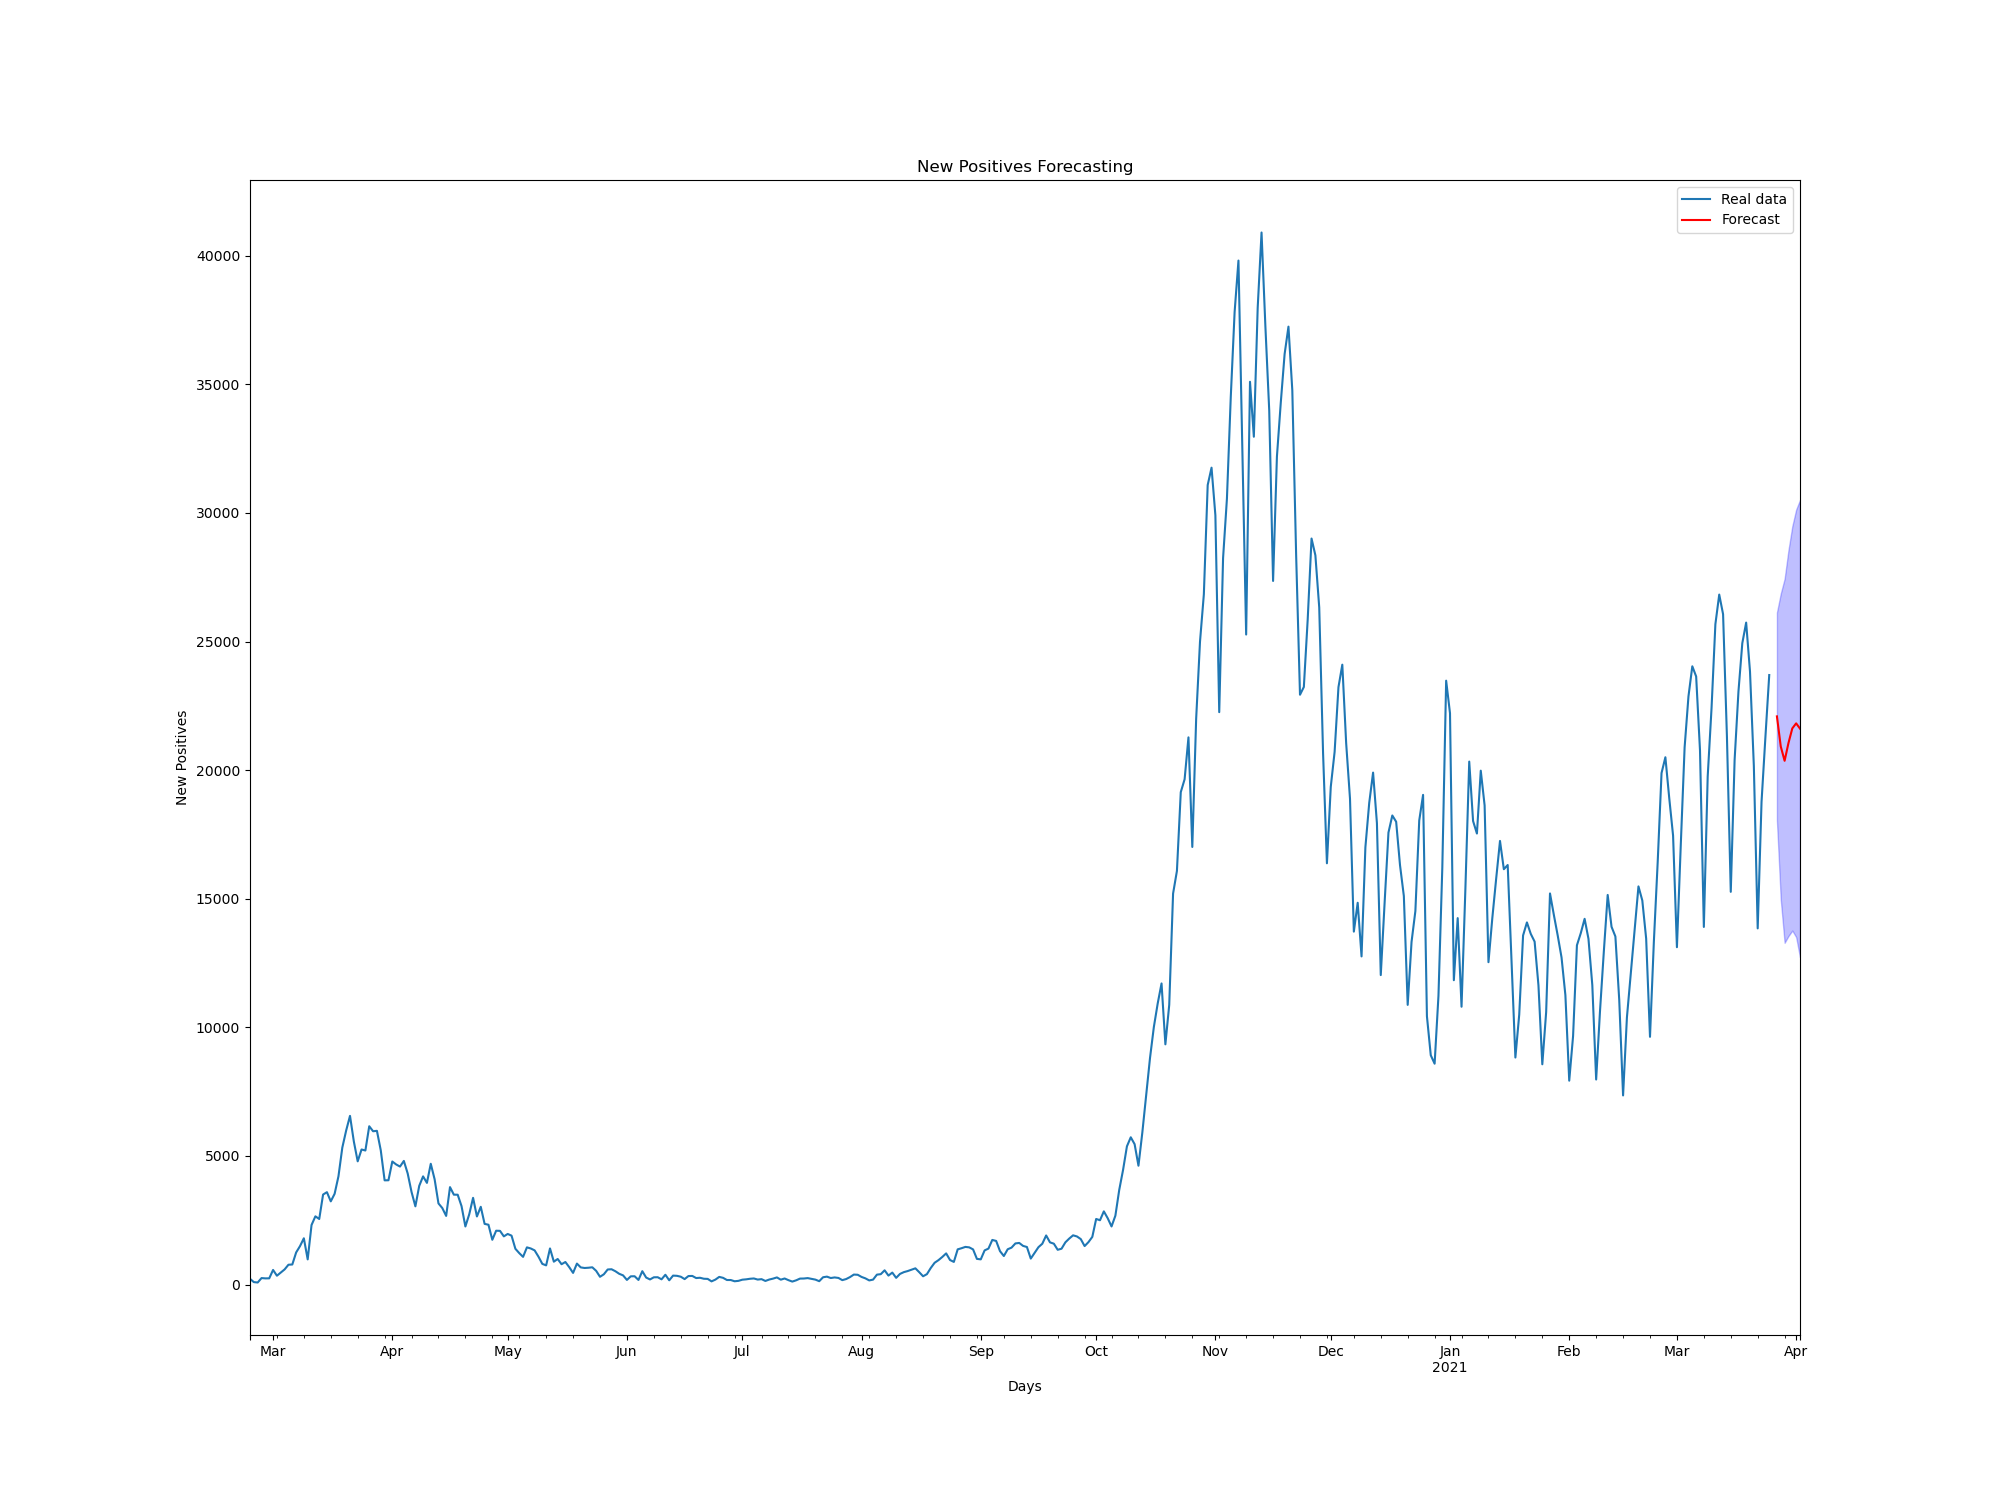 New Positives Forecasting
Real data
Forecast
40000
35000
30000
25000
20000
15000
10000
5000
0
New Positives
Mar Apr May Jun Jul Aug Sep Oct Nov Dec Jan Feb Mar Apr
2021
Days